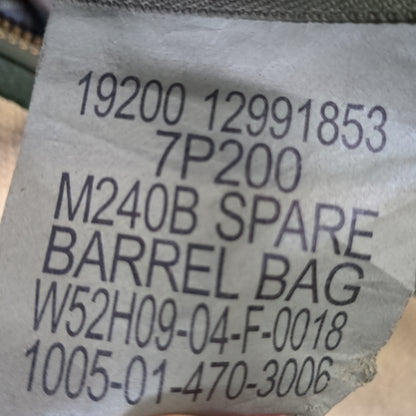 19200 12991853
7P200
M240B SPARE
BARREL BAG
W52H09-04-F-0018
1005-01-470-3006